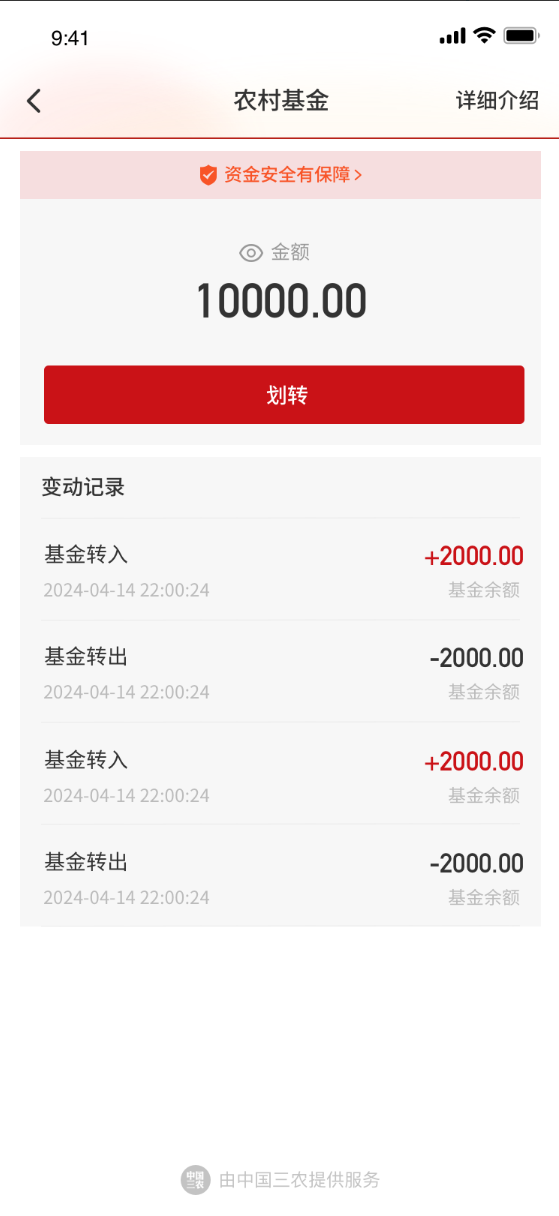 9:41
农村基金
详细介绍
资金安全有保障
金额
10000.00
划转
变动记录
基金转入
+2000.00
2024-04-14 22:00:24
基金余额
基金转出
-2000.00
2024-04-14 22:00:24
基金余额
基金转入
+2000.00
2024-04-14 22:00:24
基金余额
基金转出
-2000.00
2024-04-14 22:00:24
基金余额
中国
三农
由中国三农提供服务